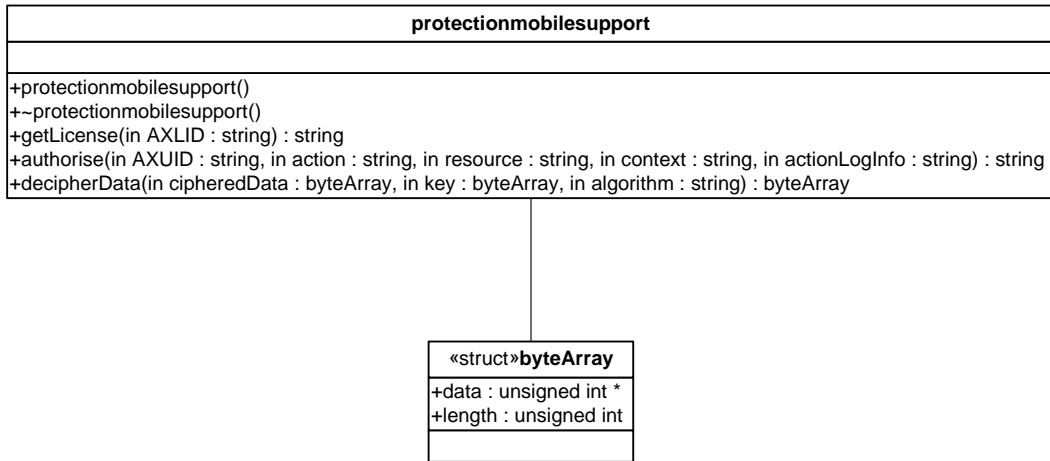 protectionmobilesupport
+protectionmobilesupport()
+~protectionmobilesupport()
+getLicense(in AXLID : string) : string
+authorise(in AXUID : string, in action : string, in resource : string, in context : string, in actionLogInfo : string) : string
+decipherData(in cipheredData : byteArray, in key : byteArray, in algorithm : string) : byteArray
«struct»byteArray
+data : unsigned int *
+length : unsigned int